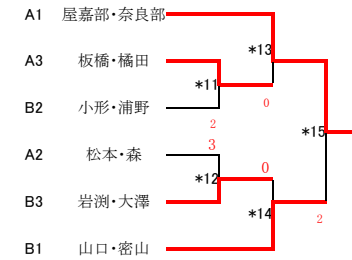 A1 屋嘉部・奈良部
*13
A3 板橋・橘田
*11
0
B2 小形・浦野
2
*15
A2 松本・森
3
*12
0
B3 岩渕・大澤
*14
2
B1 山口・密山